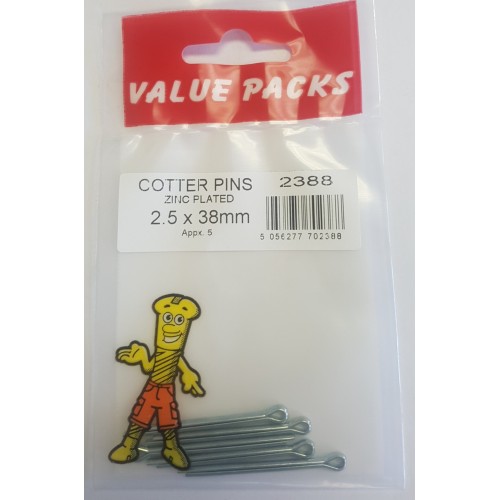 VALUE PACKS
COTTER PINS 2388
ZINC PLATED
2.5 x 38mm
Appx. 5
5 056277 702388